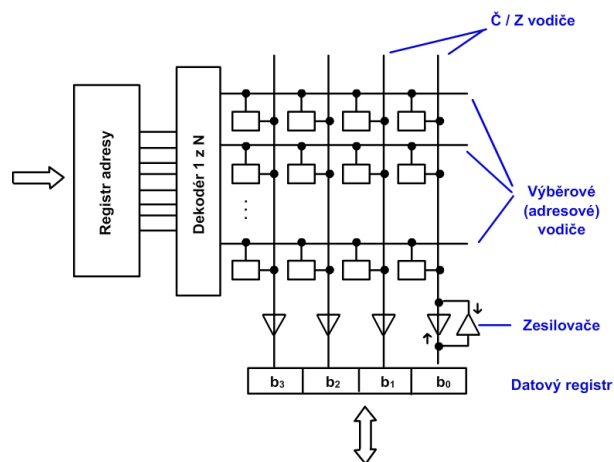 Č / Z vodiče
Registr adresy
Dekodér 1 z N
Výběrové
(adresové)
vodiče
Zesilovače
b3
b2
b1
b0
Datový registr